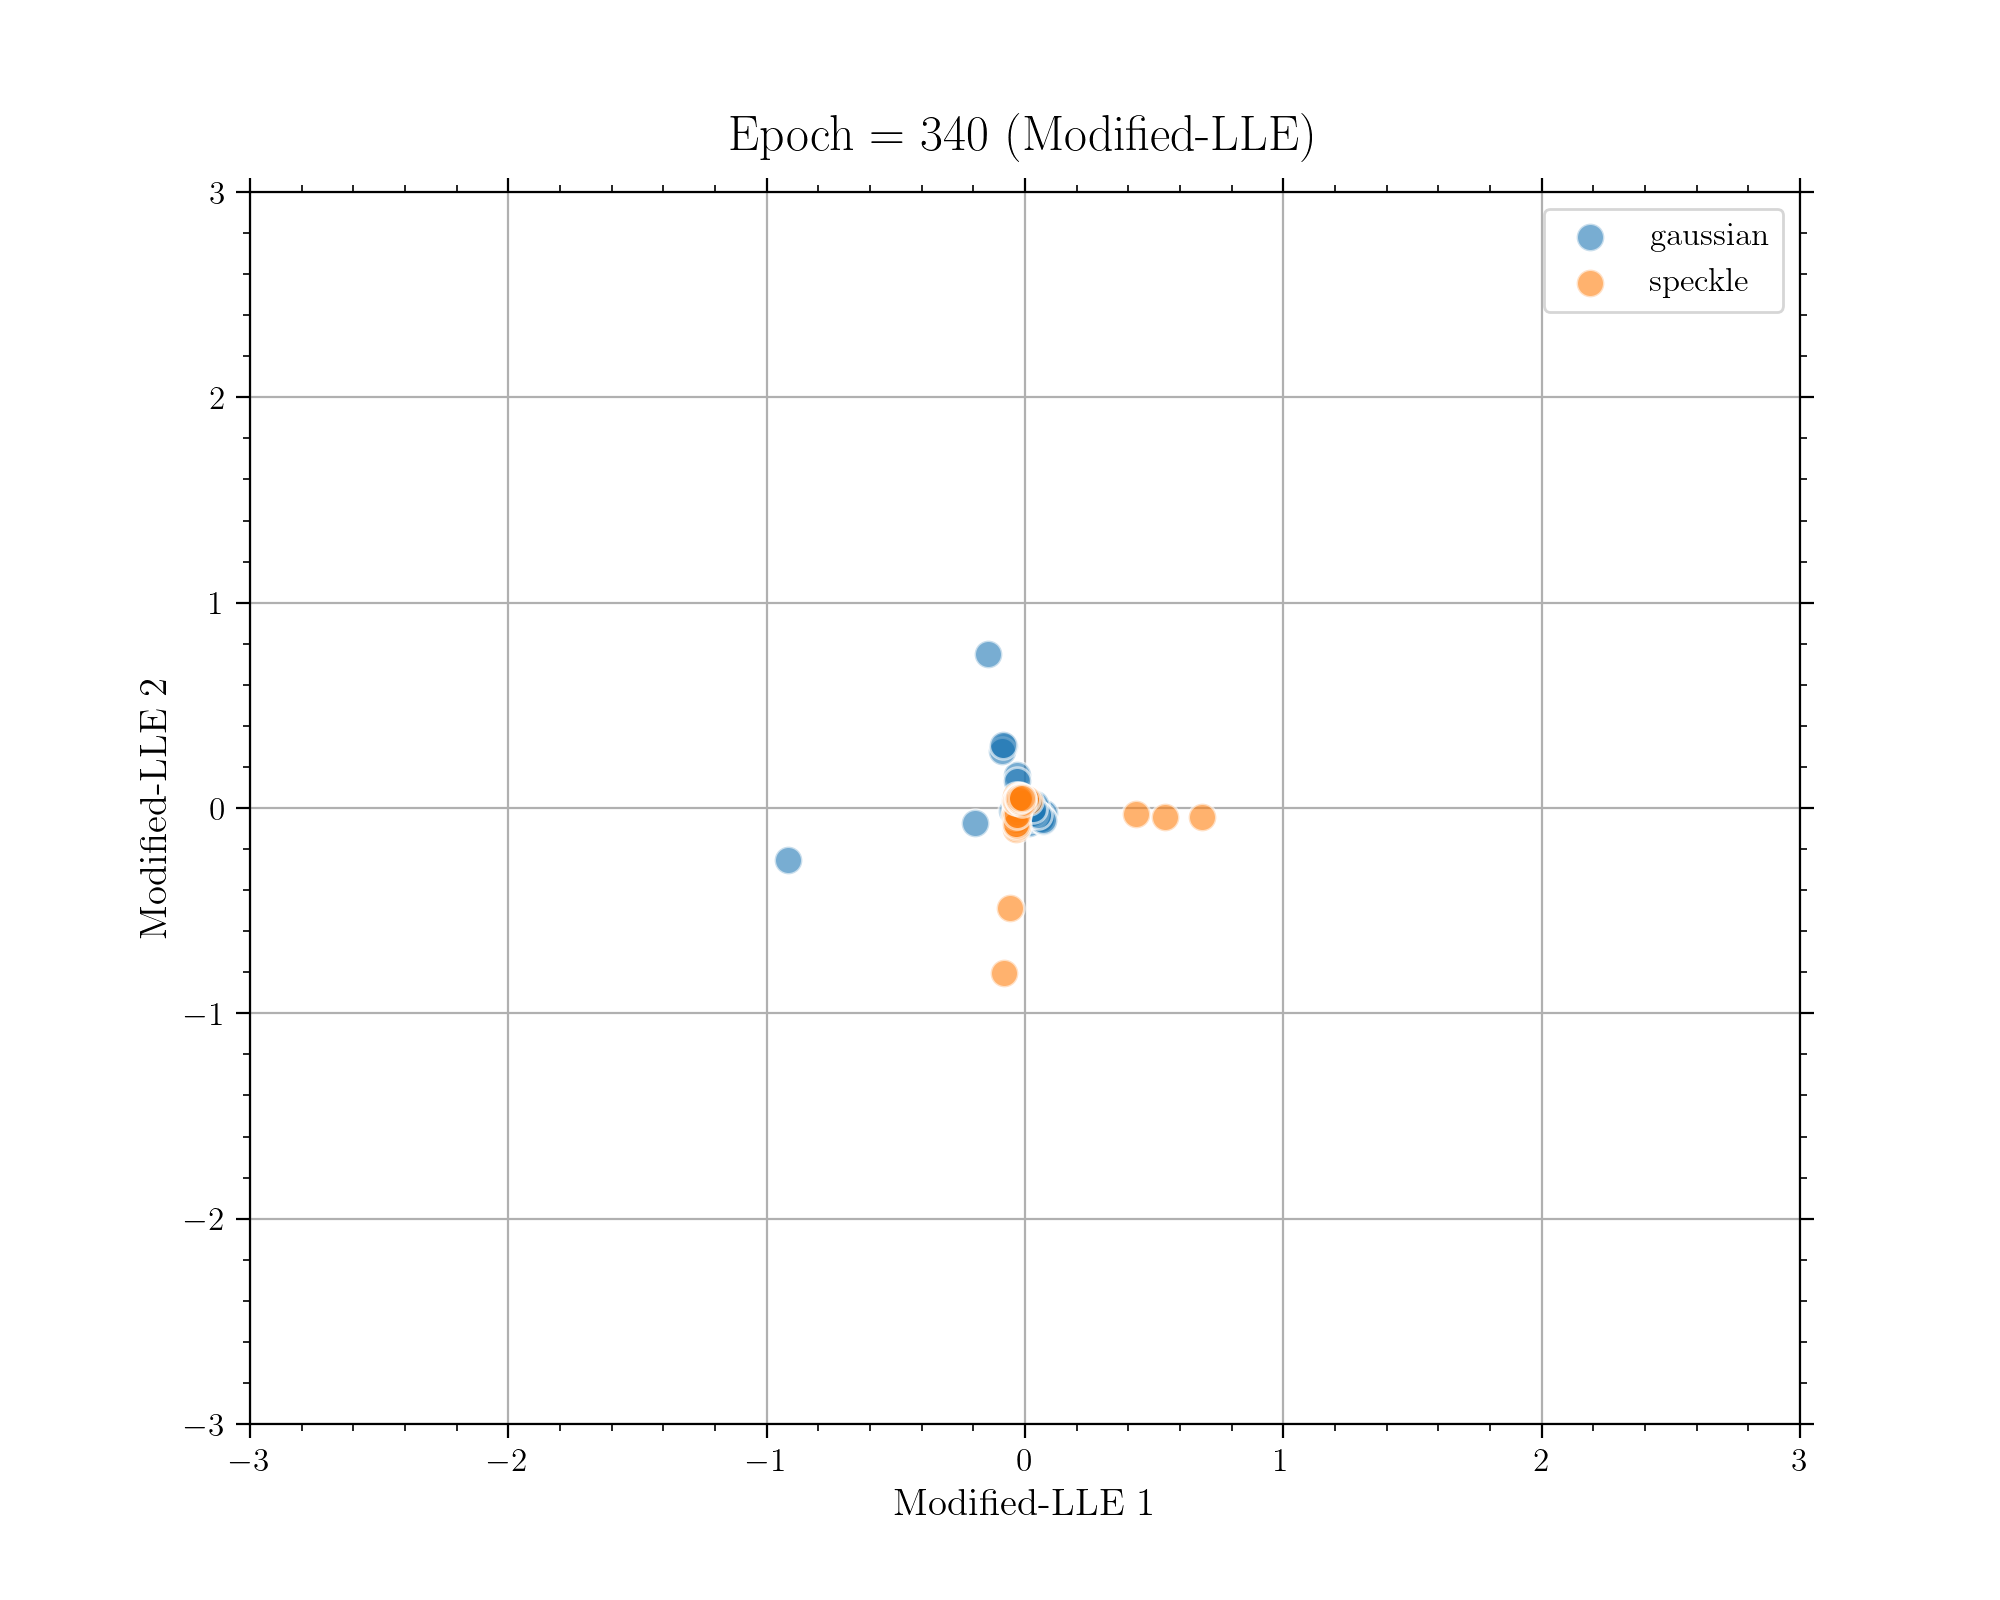 Epoch = 340 (Modified-LLE)
gaussian
speckle
3
2
1
0
−1
−2
−3
Modified-LLE 2
−3 −2 −1 0 1 2 3
Modified-LLE 1